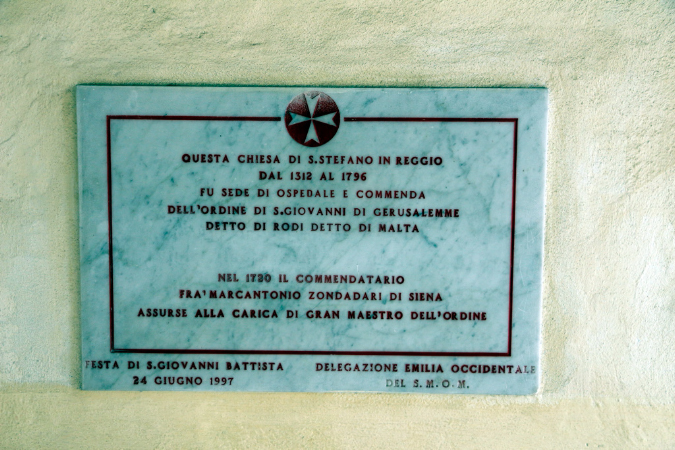 QUESTA CHIESA DI S.STEFANO IN REGGIO
DAL 1312 AL 1796
FU SEDE DI OSPEDALE E COMMENDA
DELL'ORDINE DI S.GIOVANNI DI GERUSALEMME
DETTO DI RODI DETTO DI MALTA
NEL 1720 IL COMMENDATARIO
FRA' MARCANTONIO ZONDADARI DI SIENA
ASSURSE ALLA CARICA DI GRAN MAESTRO DELL'ORDINE
FESTA DI S.GIOVANNI BATTISTA
24 GIUGNO 1997
DELEGAZIONE EMILIA OCCIDENTALE
DEL S.M.O.M.